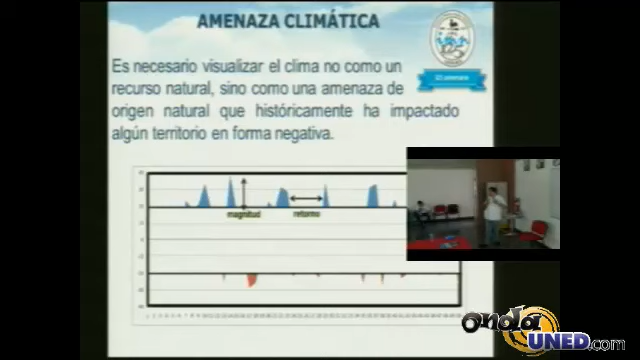 AMENAZA CLIMÁTICA
Es necesario visualizar el clima no como un
recurso natural, sino como una amenaza de
origen natural que históricamente ha impactado
algún territorio en forma negativa.
125
magnitud
retorno
onda
UNED.com